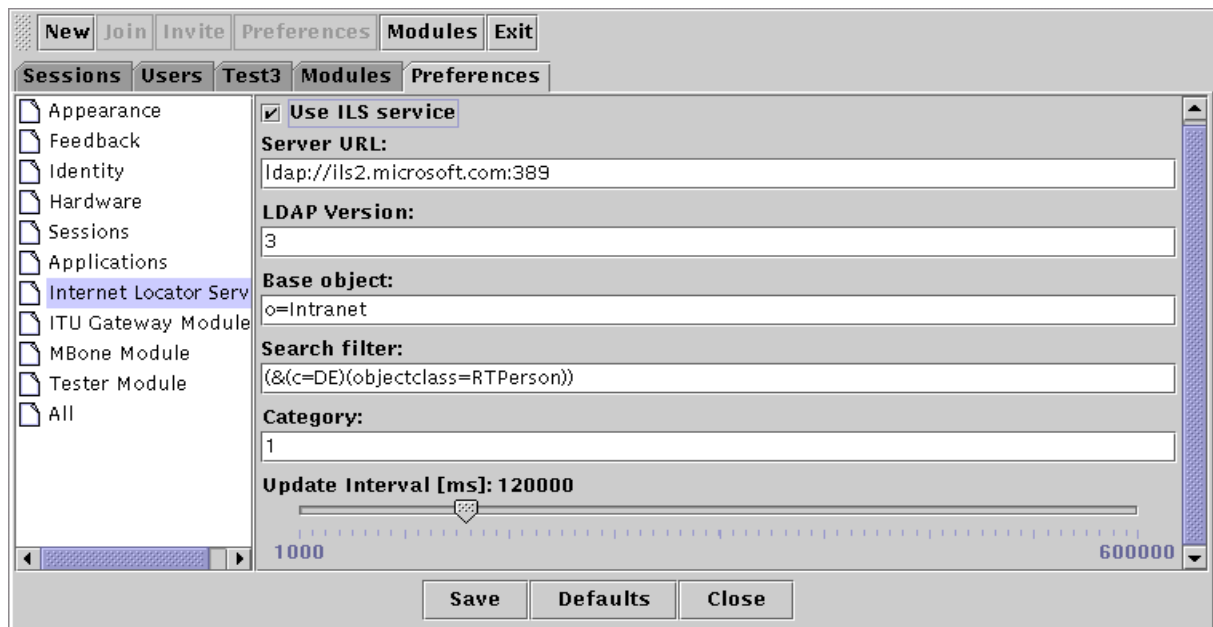 New Join Invite Preferences Modules Exit
Sessions Users Test3 Modules Preferences
Appearance
Feedback
Identity
Hardware
Sessions
Applications
Internet Locator Serv
ITU Gateway Module
MBone Module
Tester Module
All
Use ILS service
Server URL:
ldap://ils2.microsoft.com:389
LDAP Version:
3
Base object:
o=Intranet
Search filter:
(&(c=DE)(objectclass=RTPerson))
Category:
1
Update Interval [ms]: 120000
1000 600000
Save Defaults Close